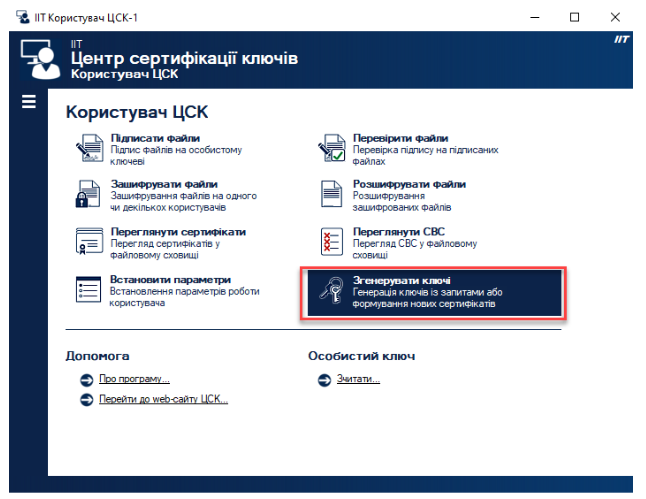 ІІТ Користувач ЦСК-1
ІІТ
ІІТ
Центр сертифікації ключів
Користувач ЦСК
Користувач ЦСК
Підписати файли
Підпис файлів на особистому
ключеві
Перевірити файли
Перевірка підпису на підписаних
файлах
Зашифрувати файли
Зашифрування файлів на одного
чи декількох користувачів
Розшифрувати файли
Розшифрування
зашифрованих файлів
Переглянути сертифікати
Перегляд сертифікатів у
файловому сховищі
Переглянути СВС
Перегляд СВС у файловому
сховищі
Встановити параметри
Встановлення параметрів роботи
користувача
Згенерувати ключі
Генерація ключів із запитами або
формування нових сертифікатів
Допомога
Про програму...
Перейти до web-сайту ЦСК...
Особистий ключ
Зчитати...